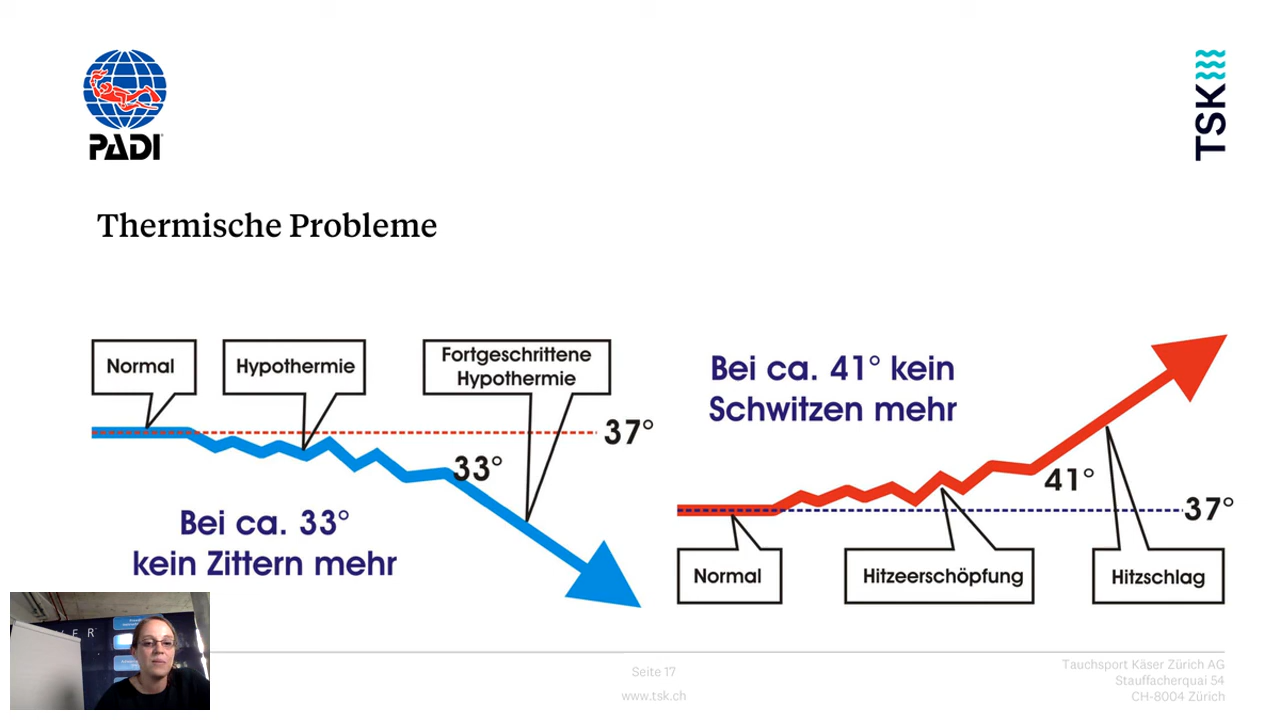 PADI
TSK
Thermische Probleme
Normal
Hypothermie
Fortgeschrittene
Hypothermie
37°
33°
Bei ca. 33°
kein Zittern mehr
Bei ca. 41° kein
Schwitzen mehr
41°
37°
Normal
Hitzeerschöpfung
Hitzschlag
Seite 17
www.tsk.ch
Tauchsport Käser Zürich AG
Stauffacherquai 54
CH-8004 Zürich